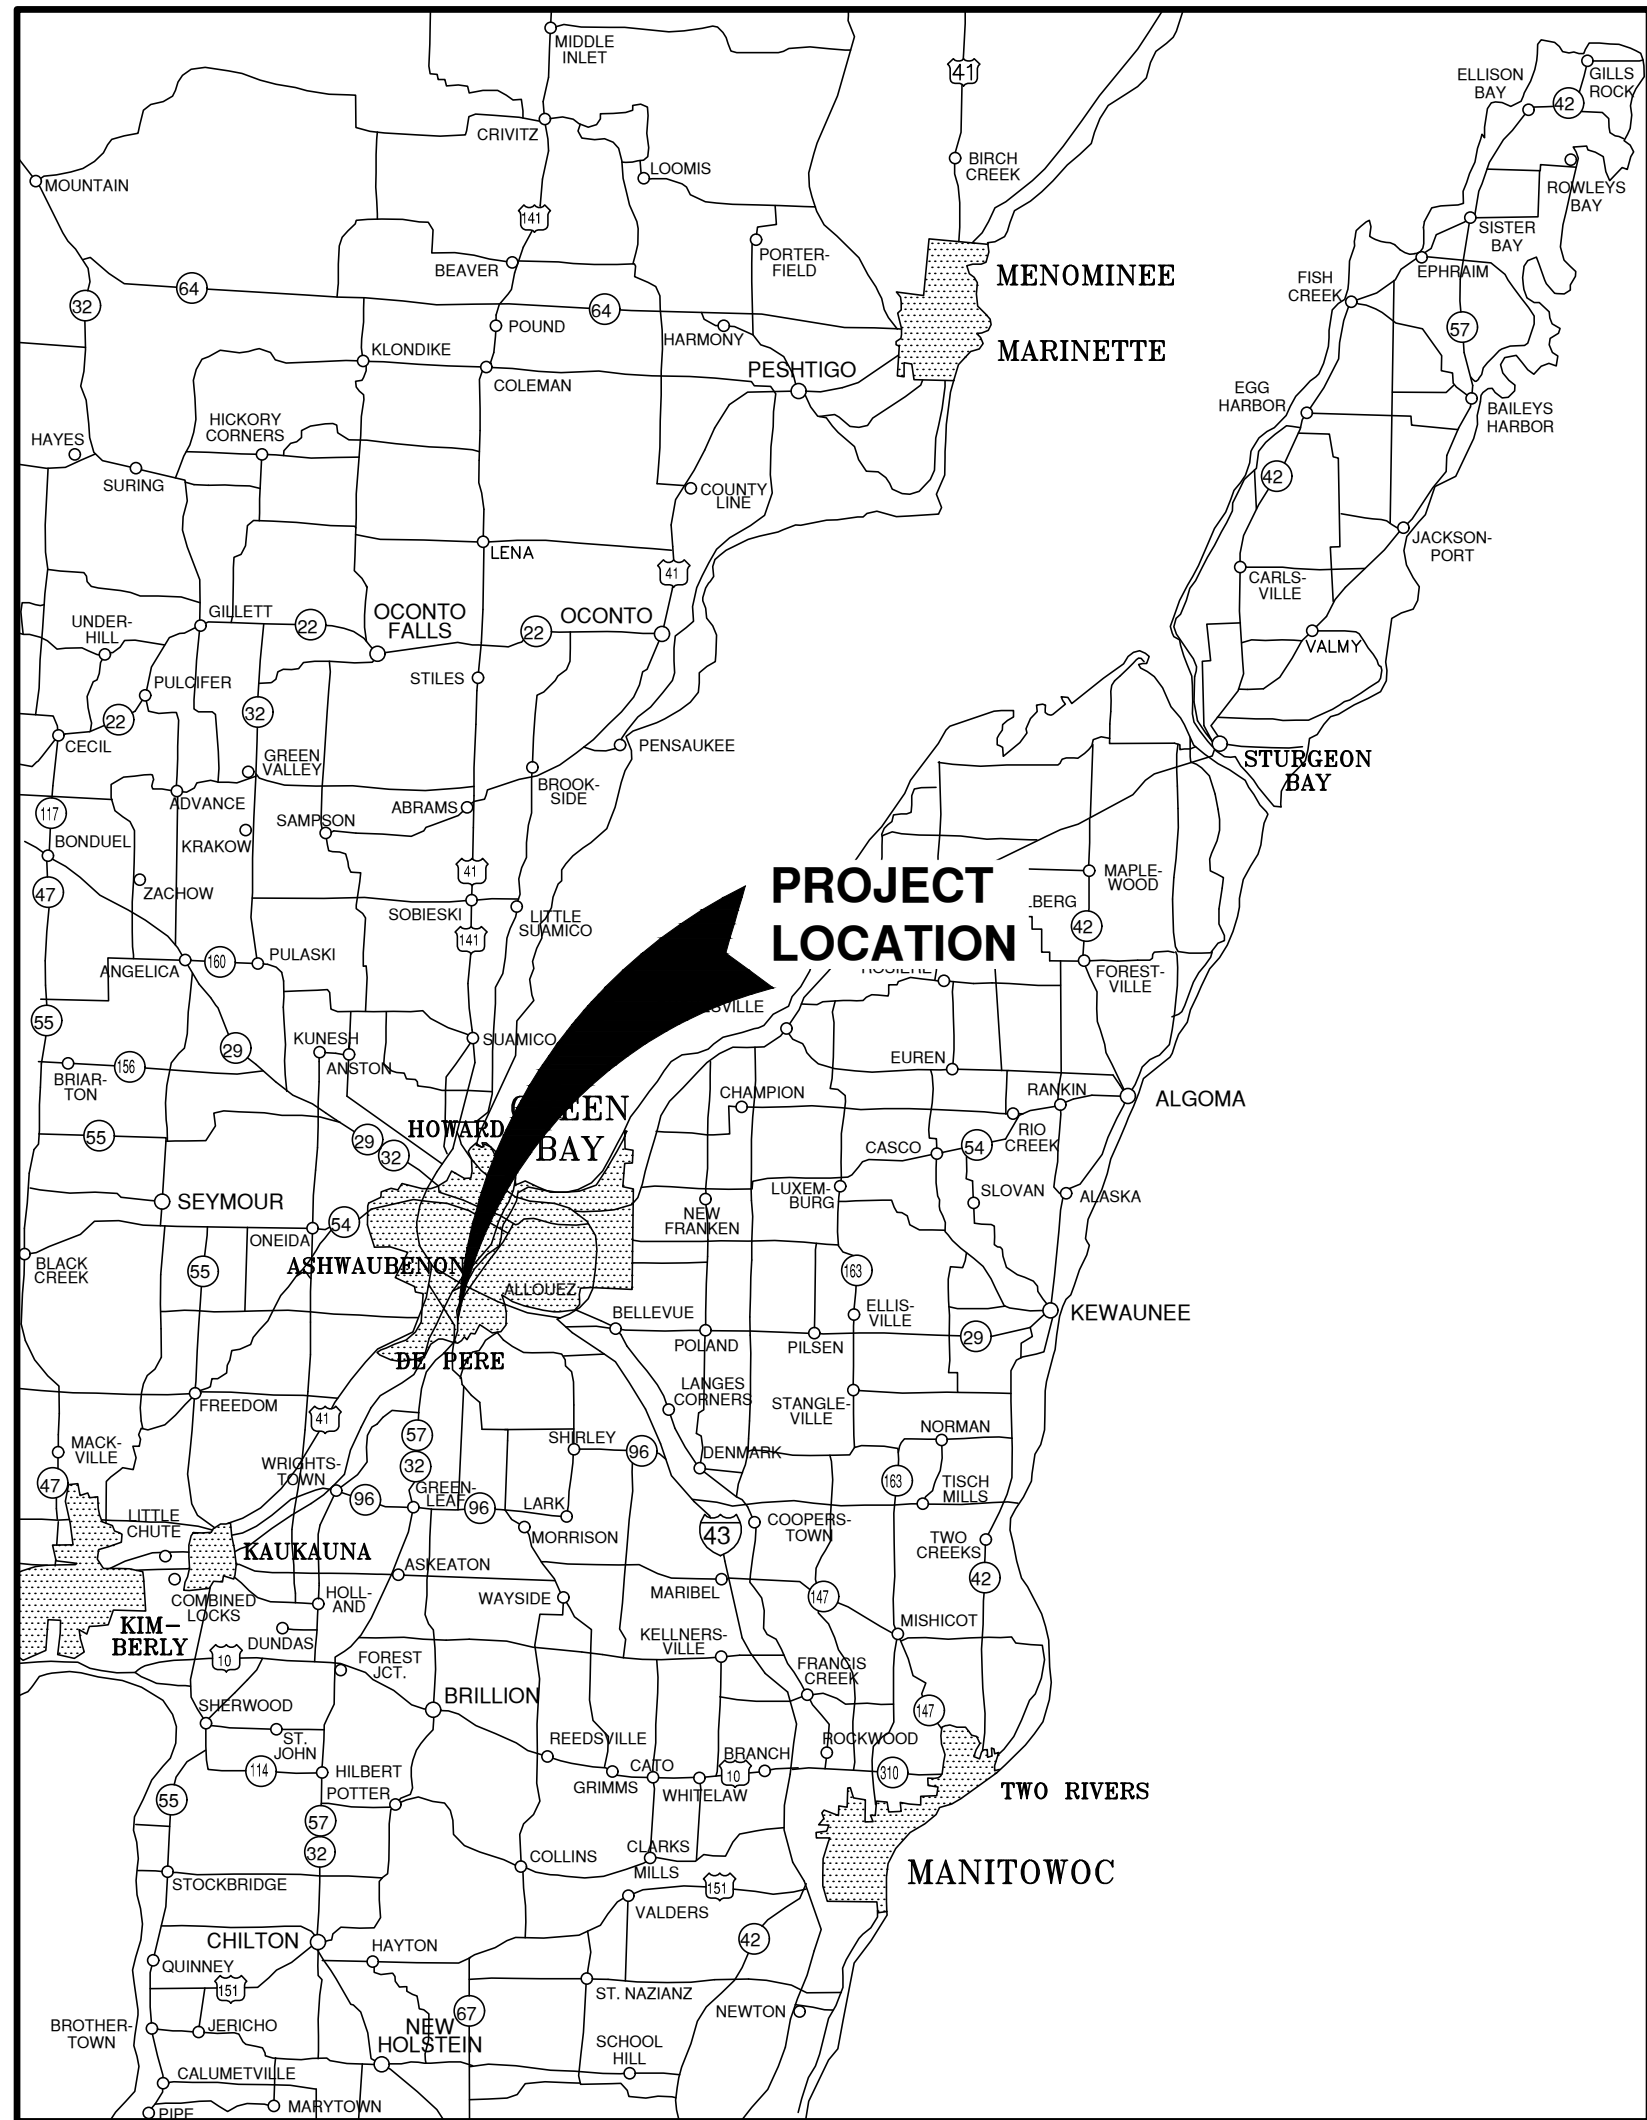 MIDDLE
INLET
41
ELLISON
BAY
GILLS
ROCK
42
CRIVITZ
BIRCH
CREEK
LOOMIS
MOUNTAIN
ROWLEYS
BAY
141
SISTER
BAY
PORTER-
FIELD
BEAVER
MENOMINEE
EPHRAIM
FISH
CREEK
64
32
64
POUND
HARMONY
57
KLONDIKE
MARINETTE
PESHTIGO
COLEMAN
EGG
HARBOR
BAILEYS
HARBOR
HICKORY
CORNERS
HAYES
SURING
42
COUNTY
LINE
JACKSON-
PORT
LENA
41
CARLS-
VILLE
GILLETT
OCONTO
FALLS
OCONTO
UNDER-
HILL
22
22
VALMY
STILES
PULCIFER
32
22
CECIL
PENSAUKEE
GREEN
VALLEY
STURGEON
BAY
BROOK-
SIDE
ADVANCE
ABRAMS
117
SAMPSON
BONDUEL
KRAKOW
41
PROJECT
LOCATION
MAPLE-
WOOD
47
ZACHOW
BERG
SOBIESKI
LITTLE
SUAMICO
42
141
PULASKI
ANGELICA
160
FOREST-
VILLE
SVILLE
55
KUNESH
SUAMICO
29
ANSTON
EUREN
156
BRIAR-
TON
CHAMPION
RANKIN
ALGOMA
GREEN
BAY
HOWARD
55
29
32
RIO
CREEK
CASCO
54
LUXEM-
BURG
SLOVAN
ALASKA
SEYMOUR
NEW
FRANKEN
54
ONEIDA
ASHWAUBENON
BLACK
CREEK
55
163
ALLOUEZ
BELLEVUE
ELLIS-
VILLE
KEWAUNEE
POLAND
PILSEN
29
DE PERE
LANGES
CORNERS
FREEDOM
STANGLE-
VILLE
41
NORMAN
57
MACK-
VILLE
SHIRLEY
96
DENMARK
WRIGHTS-
TOWN
32
47
163
TISCH
MILLS
GREEN-
LEAF
96
96
LARK
LITTLE
CHUTE
MORRISON
43
COOPERS-
TOWN
TWO
CREEKS
KAUKAUNA
ASKEATON
42
COMBINED
LOCKS
HOLL-
AND
WAYSIDE
MARIBEL
147
KIM-
BERLY
DUNDAS
MISHICOT
KELLNERS-
VILLE
10
FOREST
JCT.
FRANCIS
CREEK
BRILLION
SHERWOOD
147
ST.
JOHN
REEDSVILLE
ROCKWOOD
BRANCH
114
HILBERT
CATO
10
310
GRIMMS
WHITELAW
TWO RIVERS
POTTER
55
57
32
CLARKS
MILLS
COLLINS
MANITOWOC
STOCKBRIDGE
151
VALDERS
CHILTON
HAYTON
42
QUINNEY
151
ST. NAZIANZ
67
NEWTON
BROTHER-
TOWN
JERICHO
NEW
HOLSTEIN
SCHOOL
HILL
CALUMETVILLE
MARYTOWN
PIPE